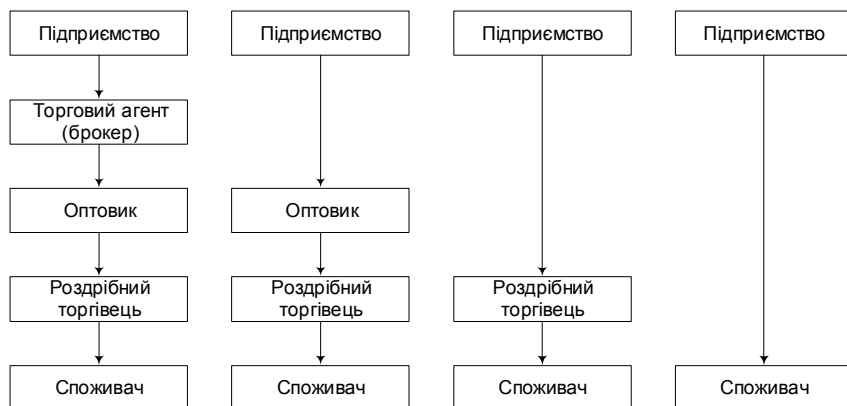 Підприємство
Підприємство
Підприємство
Підприємство
Торговий агент
(брокер)
Оптовик
Оптовик
Роздрібний
торгівець
Роздрібний
торгівець
Роздрібний
торгівець
Споживач
Споживач
Споживач
Споживач